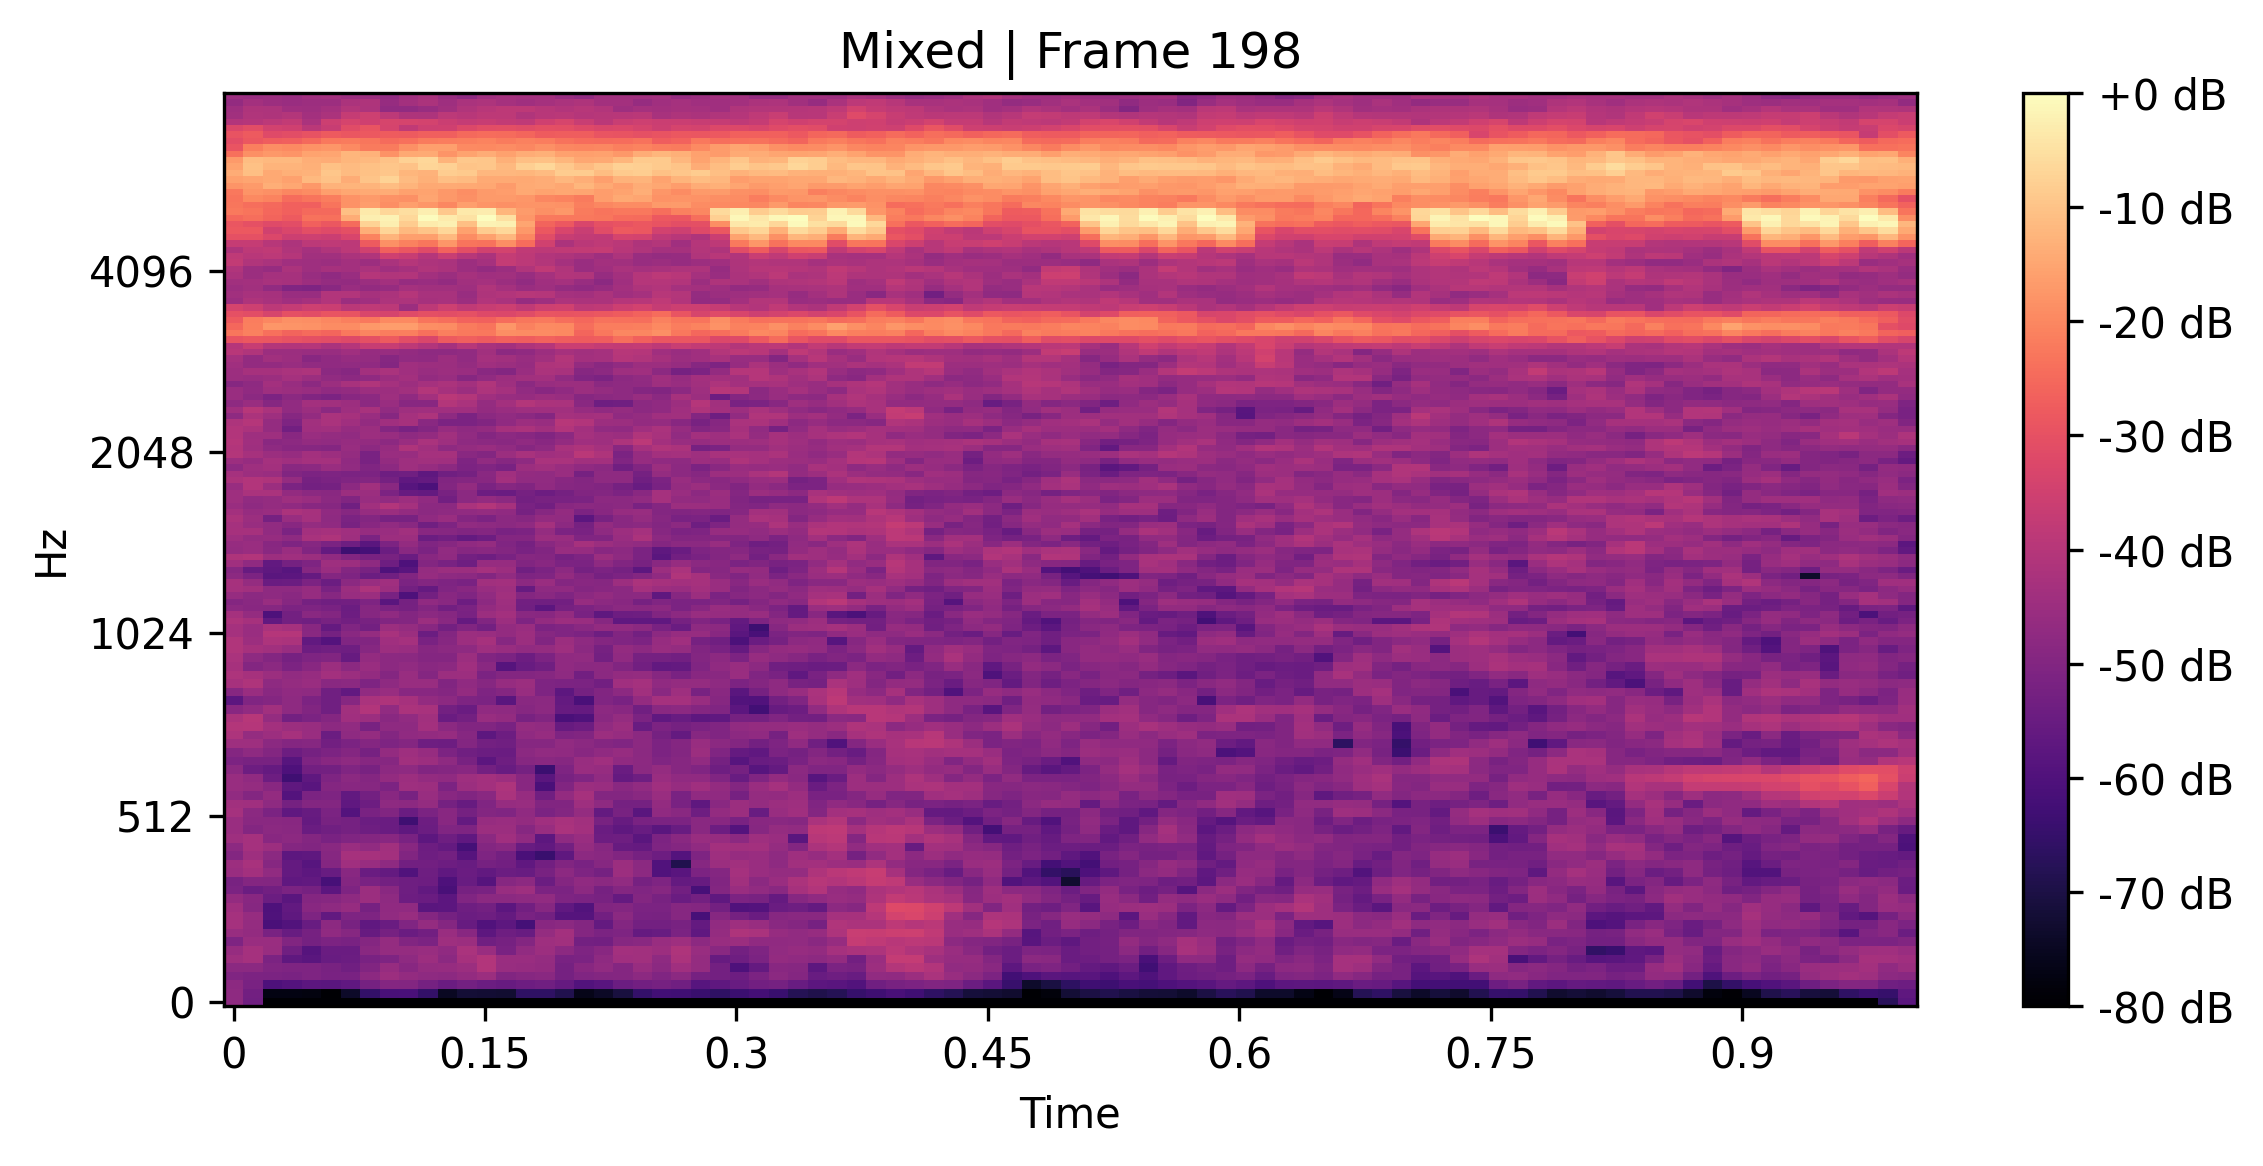 Mixed | Frame 198
+0 dB
-10 dB
-20 dB
-30 dB
-40 dB
-50 dB
-60 dB
-70 dB
-80 dB
Hz
4096
2048
1024
512
0
0 0.15 0.3 0.45 0.6 0.75 0.9
Time